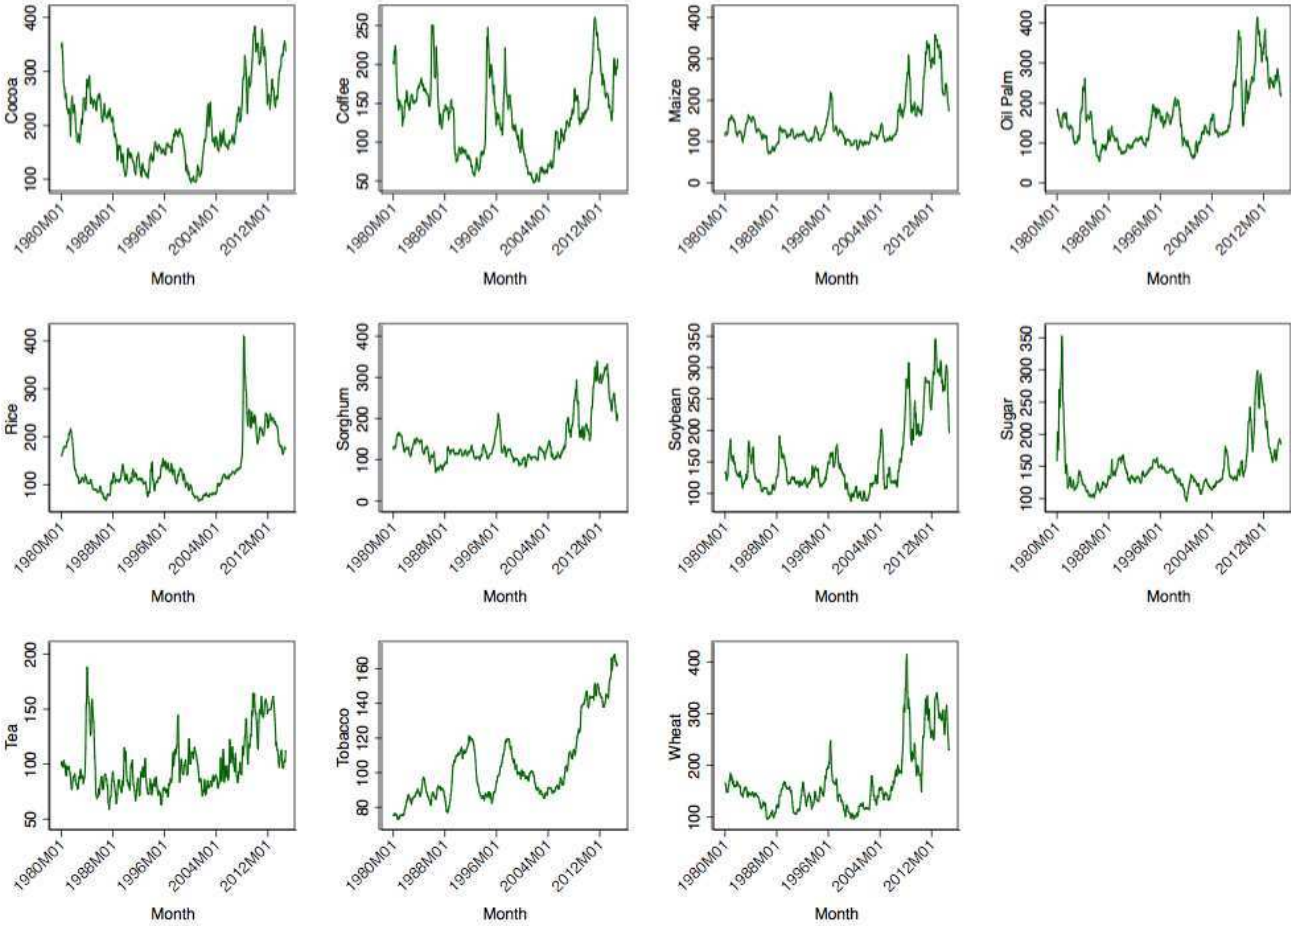 Cocoa
100 200 300 400
1980M01 1988M01 1996M01 2004M01 2012M01
Month
Coffee
50 100 150 200 250
1980M01 1988M01 1996M01 2004M01 2012M01
Month
Maize
0 100 200 300 400
1980M01 1988M01 1996M01 2004M01 2012M01
Month
Oil Palm
0 100 200 300 400
1980M01 1988M01 1996M01 2004M01 2012M01
Month
Rice
100 200 300 400
1980M01 1988M01 1996M01 2004M01 2012M01
Month
Sorghum
0 100 200 300 400
1980M01 1988M01 1996M01 2004M01 2012M01
Month
Soybean
100 150 200 250 300 350
1980M01 1988M01 1996M01 2004M01 2012M01
Month
Sugar
100 150 200 250 300 350
1980M01 1988M01 1996M01 2004M01 2012M01
Month
Tea
50 100 150 200
1980M01 1988M01 1996M01 2004M01 2012M01
Month
Tobacco
80 100 120 140 160
1980M01 1988M01 1996M01 2004M01 2012M01
Month
Wheat
100 200 300 400
1980M01 1988M01 1996M01 2004M01 2012M01
Month